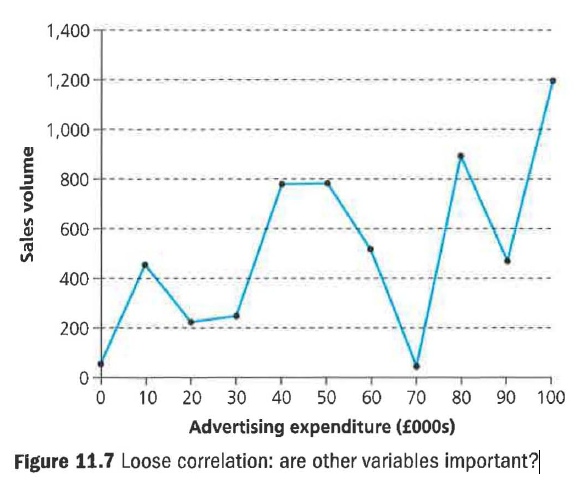 1,400
1,200
1,000
800
600
400
200
0
Sales volume
0 10 20 30 40 50 60 70 80 90 100
Advertising expenditure (£000s)
Figure 11.7 Loose correlation: are other variables important?